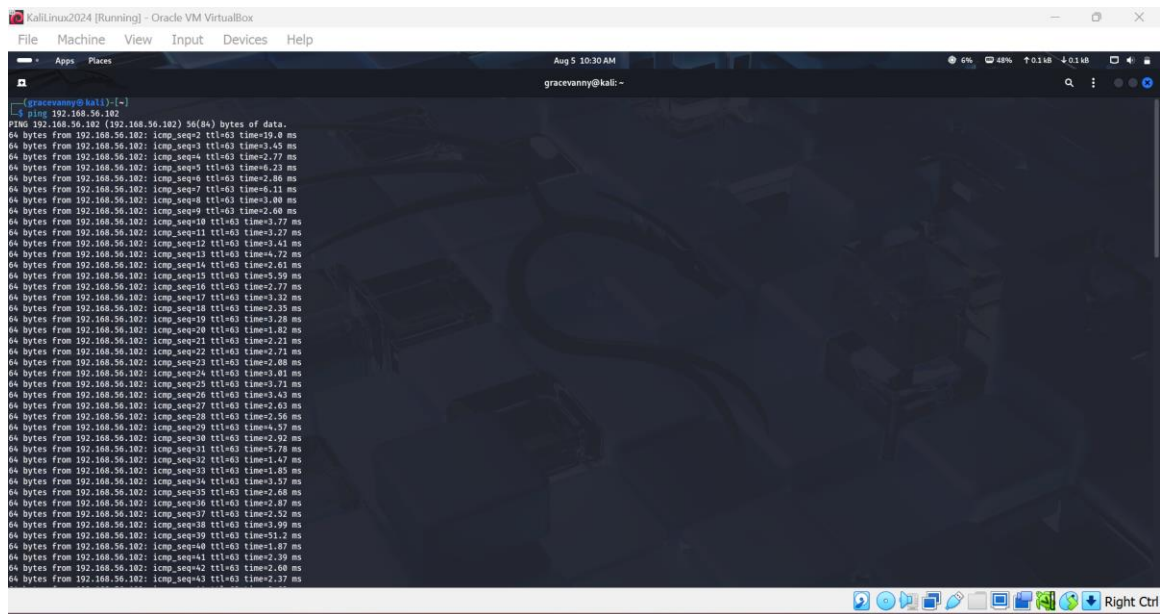 KaliLinux2024 [Running] - Oracle VM VirtualBox
File Machine View Input Devices Help
Apps Places Aug 5 10:30 AM 6% 48% ↑0.1 kB ↓0.1 kB
gracevanny@kali: ~
┌──(gracevanny㉿kali)-[~]
└─$ ping 192.168.56.102
PING 192.168.56.102 (192.168.56.102) 56(84) bytes of data.
64 bytes from 192.168.56.102: icmp_seq=2 ttl=63 time=19.0 ms
64 bytes from 192.168.56.102: icmp_seq=3 ttl=63 time=3.45 ms
64 bytes from 192.168.56.102: icmp_seq=4 ttl=63 time=2.77 ms
64 bytes from 192.168.56.102: icmp_seq=5 ttl=63 time=6.23 ms
64 bytes from 192.168.56.102: icmp_seq=6 ttl=63 time=2.86 ms
64 bytes from 192.168.56.102: icmp_seq=7 ttl=63 time=6.11 ms
64 bytes from 192.168.56.102: icmp_seq=8 ttl=63 time=3.00 ms
64 bytes from 192.168.56.102: icmp_seq=9 ttl=63 time=2.60 ms
64 bytes from 192.168.56.102: icmp_seq=10 ttl=63 time=3.77 ms
64 bytes from 192.168.56.102: icmp_seq=11 ttl=63 time=3.27 ms
64 bytes from 192.168.56.102: icmp_seq=12 ttl=63 time=3.41 ms
64 bytes from 192.168.56.102: icmp_seq=13 ttl=63 time=4.72 ms
64 bytes from 192.168.56.102: icmp_seq=14 ttl=63 time=2.61 ms
64 bytes from 192.168.56.102: icmp_seq=15 ttl=63 time=5.59 ms
64 bytes from 192.168.56.102: icmp_seq=16 ttl=63 time=2.77 ms
64 bytes from 192.168.56.102: icmp_seq=17 ttl=63 time=3.32 ms
64 bytes from 192.168.56.102: icmp_seq=18 ttl=63 time=2.35 ms
64 bytes from 192.168.56.102: icmp_seq=19 ttl=63 time=3.28 ms
64 bytes from 192.168.56.102: icmp_seq=20 ttl=63 time=1.82 ms
64 bytes from 192.168.56.102: icmp_seq=21 ttl=63 time=2.21 ms
64 bytes from 192.168.56.102: icmp_seq=22 ttl=63 time=2.71 ms
64 bytes from 192.168.56.102: icmp_seq=23 ttl=63 time=2.08 ms
64 bytes from 192.168.56.102: icmp_seq=24 ttl=63 time=3.01 ms
64 bytes from 192.168.56.102: icmp_seq=25 ttl=63 time=3.71 ms
64 bytes from 192.168.56.102: icmp_seq=26 ttl=63 time=3.43 ms
64 bytes from 192.168.56.102: icmp_seq=27 ttl=63 time=2.63 ms
64 bytes from 192.168.56.102: icmp_seq=28 ttl=63 time=2.56 ms
64 bytes from 192.168.56.102: icmp_seq=29 ttl=63 time=4.57 ms
64 bytes from 192.168.56.102: icmp_seq=30 ttl=63 time=2.92 ms
64 bytes from 192.168.56.102: icmp_seq=31 ttl=63 time=5.78 ms
64 bytes from 192.168.56.102: icmp_seq=32 ttl=63 time=1.47 ms
64 bytes from 192.168.56.102: icmp_seq=33 ttl=63 time=1.85 ms
64 bytes from 192.168.56.102: icmp_seq=34 ttl=63 time=3.57 ms
64 bytes from 192.168.56.102: icmp_seq=35 ttl=63 time=2.68 ms
64 bytes from 192.168.56.102: icmp_seq=36 ttl=63 time=2.87 ms
64 bytes from 192.168.56.102: icmp_seq=37 ttl=63 time=2.52 ms
64 bytes from 192.168.56.102: icmp_seq=38 ttl=63 time=3.99 ms
64 bytes from 192.168.56.102: icmp_seq=39 ttl=63 time=51.2 ms
64 bytes from 192.168.56.102: icmp_seq=40 ttl=63 time=1.87 ms
64 bytes from 192.168.56.102: icmp_seq=41 ttl=63 time=2.39 ms
64 bytes from 192.168.56.102: icmp_seq=42 ttl=63 time=2.60 ms
64 bytes from 192.168.56.102: icmp_seq=43 ttl=63 time=2.37 ms
Right Ctrl